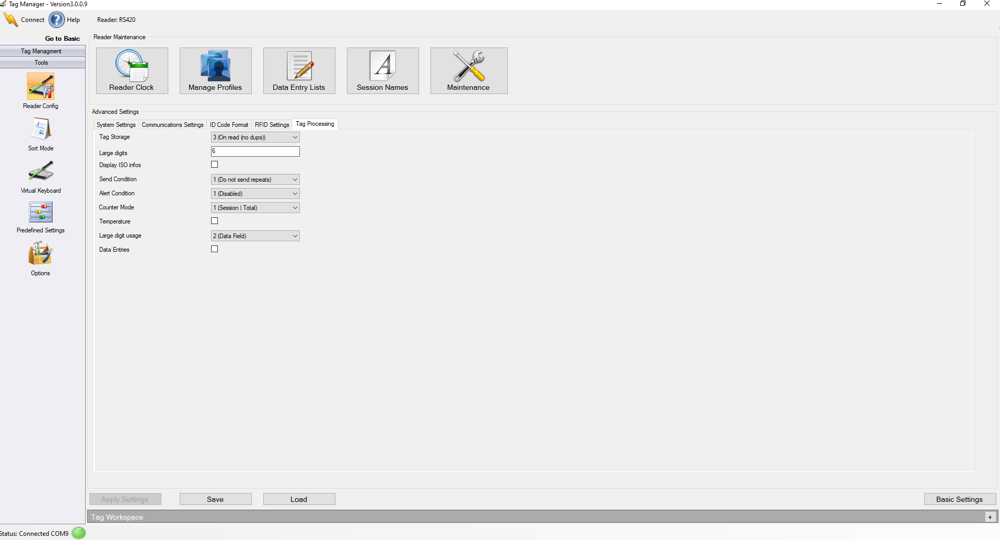 Tag Manager - Version3.0.0.9
Connect
Help
Reader: RS420
Go to Basic
Tag Managment
Tools
Reader Config
Sort Mode
Virtual Keyboard
Predefined Settings
Options
Reader Maintenance
Reader Clock
Manage Profiles
Data Entry Lists
A
Session Names
Maintenance
Advanced Settings
System Settings
Communications Settings
ID Code Format
RFID Settings
Tag Processing
Tag Storage
3 (On read (no dups))
Large digits
6
Display ISO infos
Send Condition
1 (Do not send repeats)
Alert Condition
1 (Disabled)
Counter Mode
1 (Session | Total)
Temperature
Large digit usage
2 (Data Field)
Data Entries
Apply Settings
Save
Load
Basic Settings
Tag Workspace
+
Status: Connected COM9